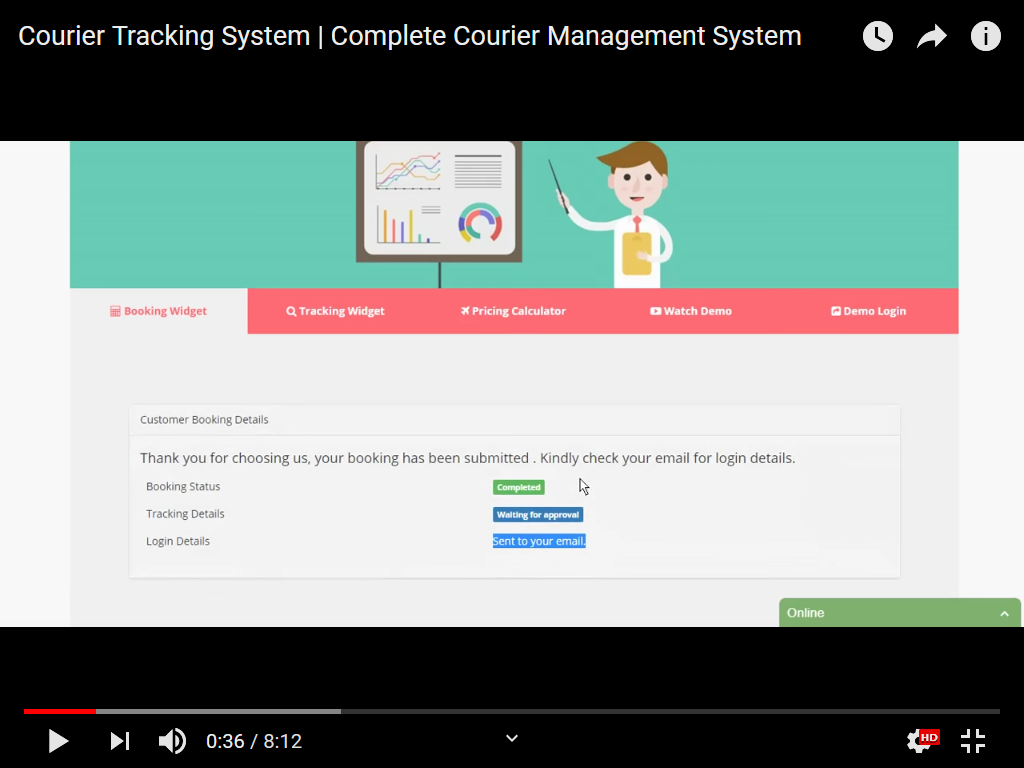 Courier Tracking System | Complete Courier Management System
Booking Widget
Tracking Widget
Pricing Calculator
Watch Demo
Demo Login
Customer Booking Details
Thank you for choosing us, your booking has been submitted . Kindly check your email for login details.
Booking Status
Completed
Tracking Details
Waiting for approval
Login Details
Sent to your email.
Online
0:36 / 8:12
HD